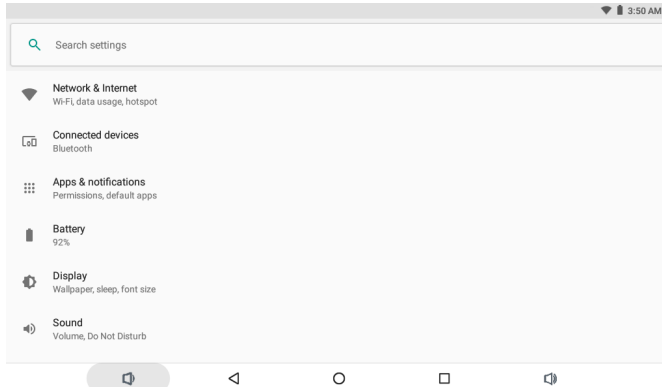 3:50 AM
Search settings
Network & Internet
Wi-Fi, data usage, hotspot
Connected devices
Bluetooth
Apps & notifications
Permissions, default apps
Battery
92%
Display
Wallpaper, sleep, font size
Sound
Volume, Do Not Disturb